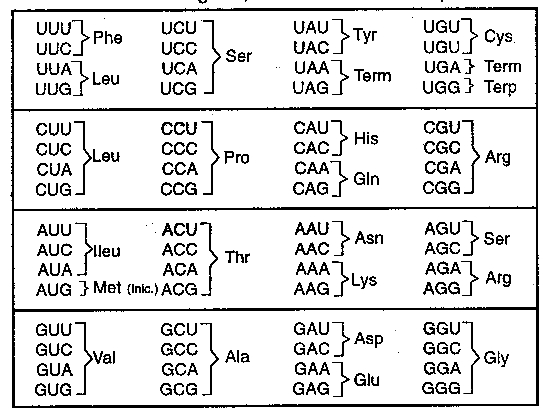 UUU UCU UAU UGU
Phe Ser Tyr Cys
UUC UCC UAC UGU
UUA UCA UAA UGA Term
Leu Term
UUG UCG UAG UGG Terp
CUU CCU CAU CGU
His
CUC CCC CAC CGC
Leu Pro Arg
CUA CCA CAA CGA
Gln
CUG CCG CAG CGG
AUU ACU AAU AGU
Asn Ser
AUC ACC AAC AGC
Ileu Thr
AUA ACA AAA AGA
Lys Arg
AUG Met (Inic.) ACG AAG AGG
GUU GCU GAU GGU
Asp
GUC GCC GAC GGC
Val Ala Gly
GUA GCA GAA GGA
Glu
GUG GCG GAG GGG